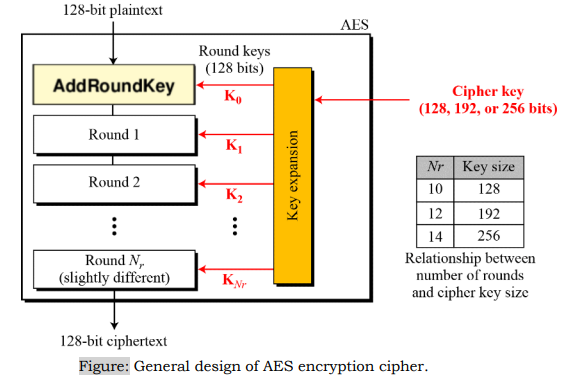 128-bit plaintext
AES
Round keys
(128 bits)
AddRoundKey
K0
Cipher key
(128, 192, or 256 bits)
Round 1
K1
Round 2
K2
Key expansion
Nr Key size
10 128
12 192
14 256
Relationship between
number of rounds
and cipher key size
Round Nr
(slightly different)
KNr
128-bit ciphertext
Figure: General design of AES encryption cipher.